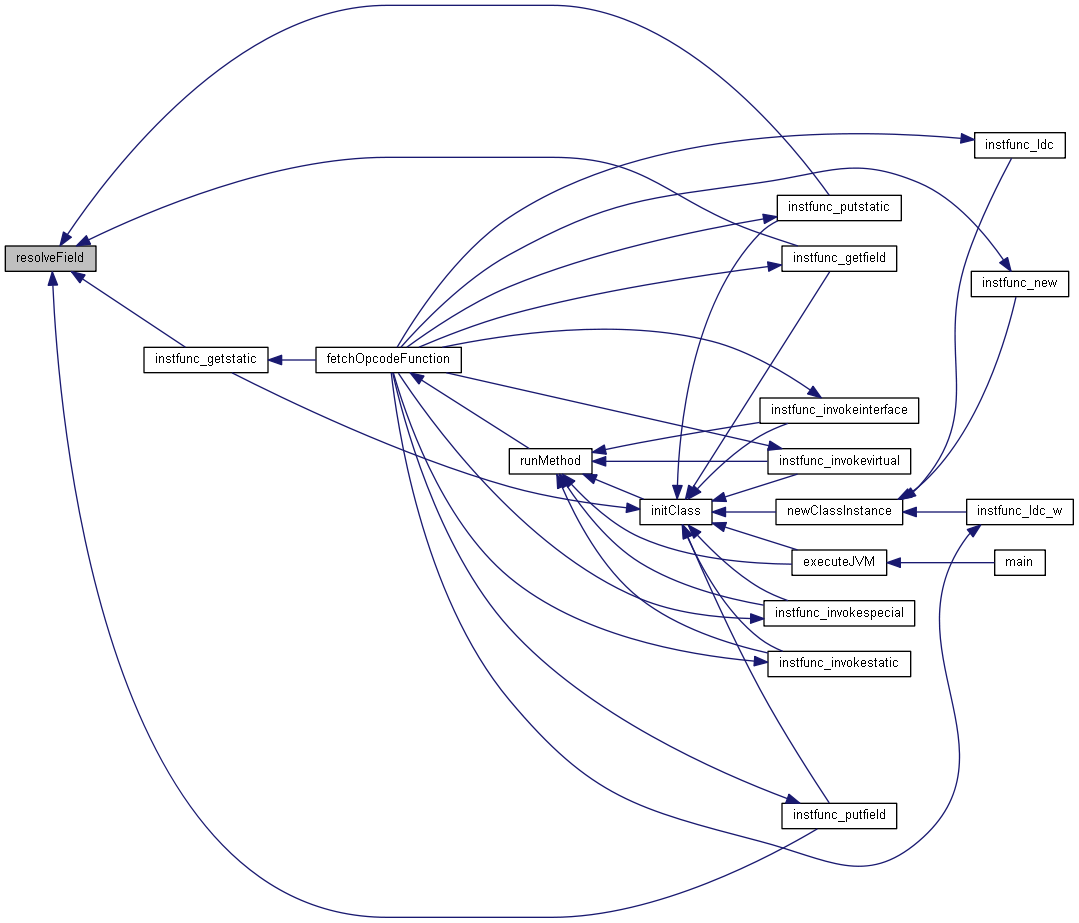 instfunc_ldc
instfunc_putstatic
resolveField
instfunc_getfield
instfunc_new
instfunc_getstatic
fetchOpcodeFunction
instfunc_invokeinterface
runMethod
instfunc_invokevirtual
initClass
newClassInstance
instfunc_ldc_w
executeJVM
main
instfunc_invokespecial
instfunc_invokestatic
instfunc_putfield